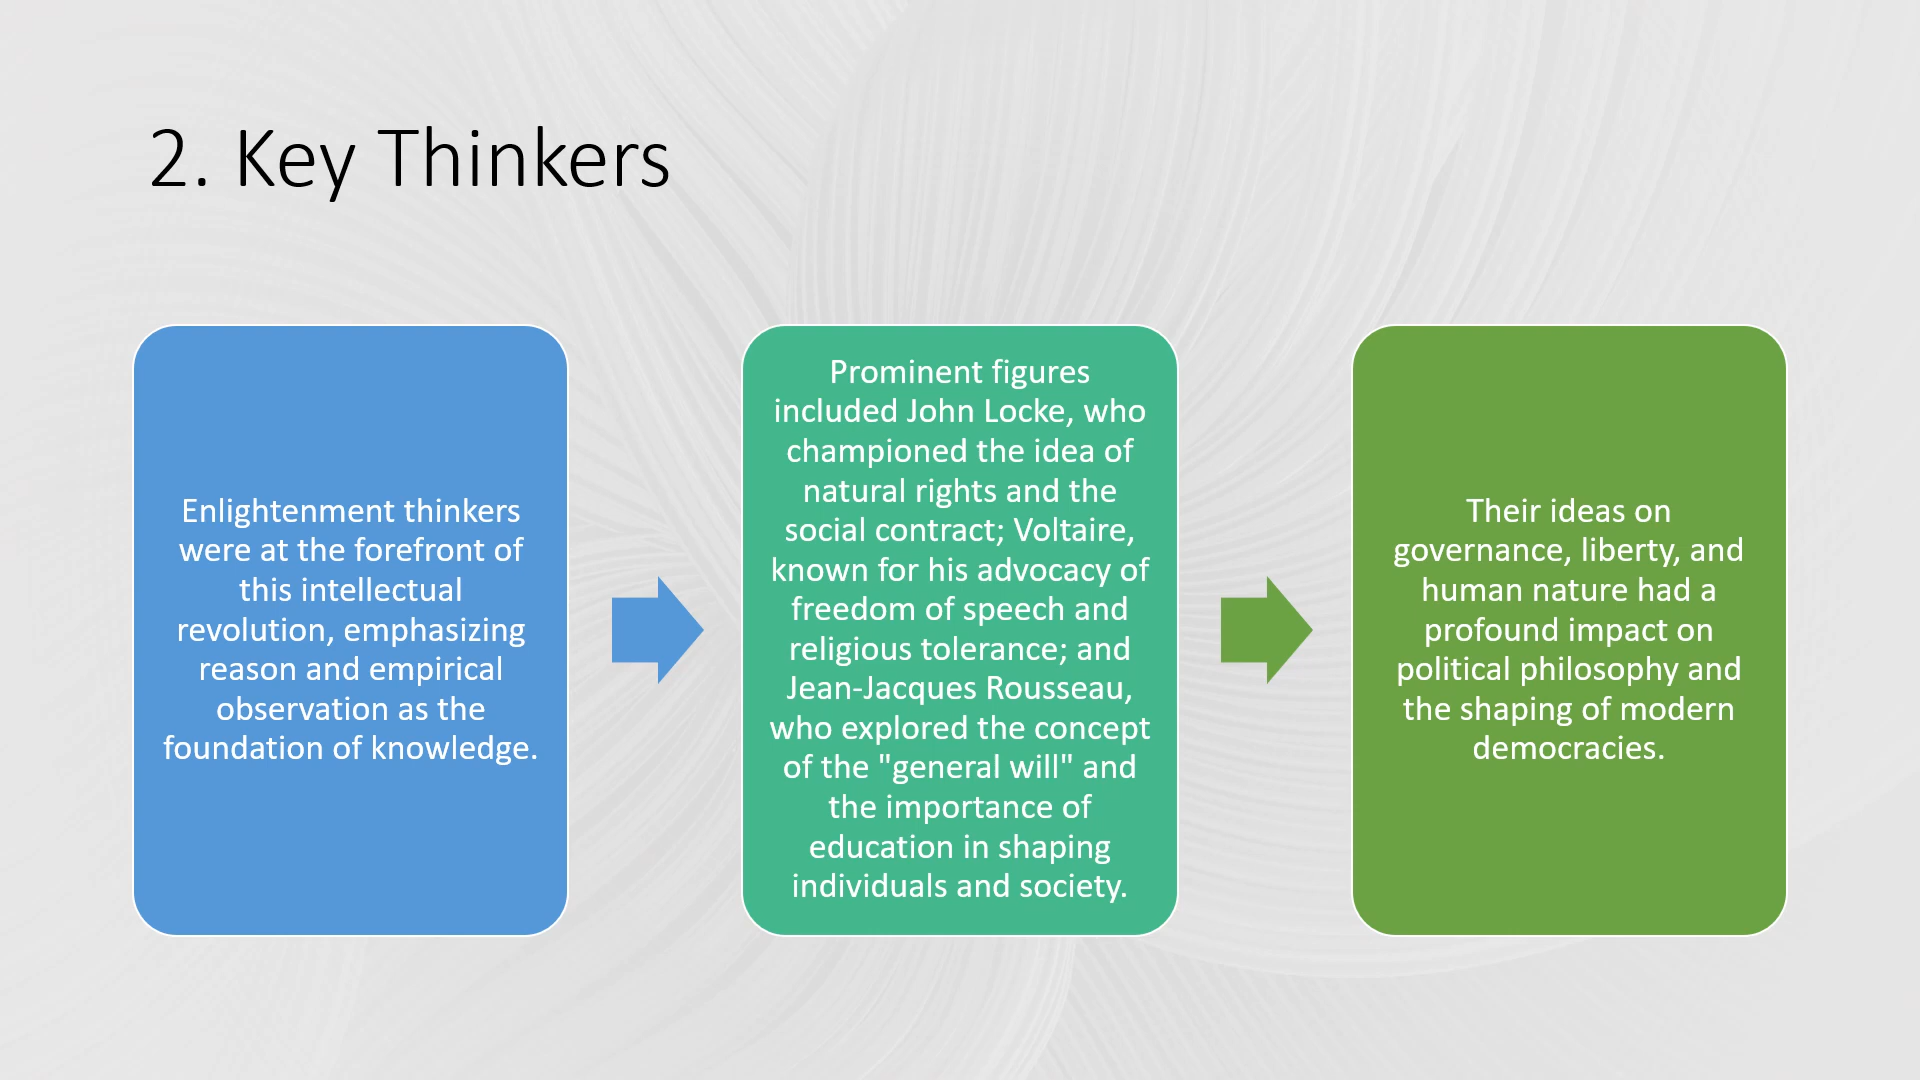 2. Key Thinkers
Enlightenment thinkers
were at the forefront of
this intellectual
revolution, emphasizing
reason and empirical
observation as the
foundation of knowledge.
Prominent figures
included John Locke, who
championed the idea of
natural rights and the
social contract; Voltaire,
known for his advocacy of
freedom of speech and
religious tolerance; and
Jean-Jacques Rousseau,
who explored the concept
of the "general will" and
the importance of
education in shaping
individuals and society.
Their ideas on
governance, liberty, and
human nature had a
profound impact on
political philosophy and
the shaping of modern
democracies.